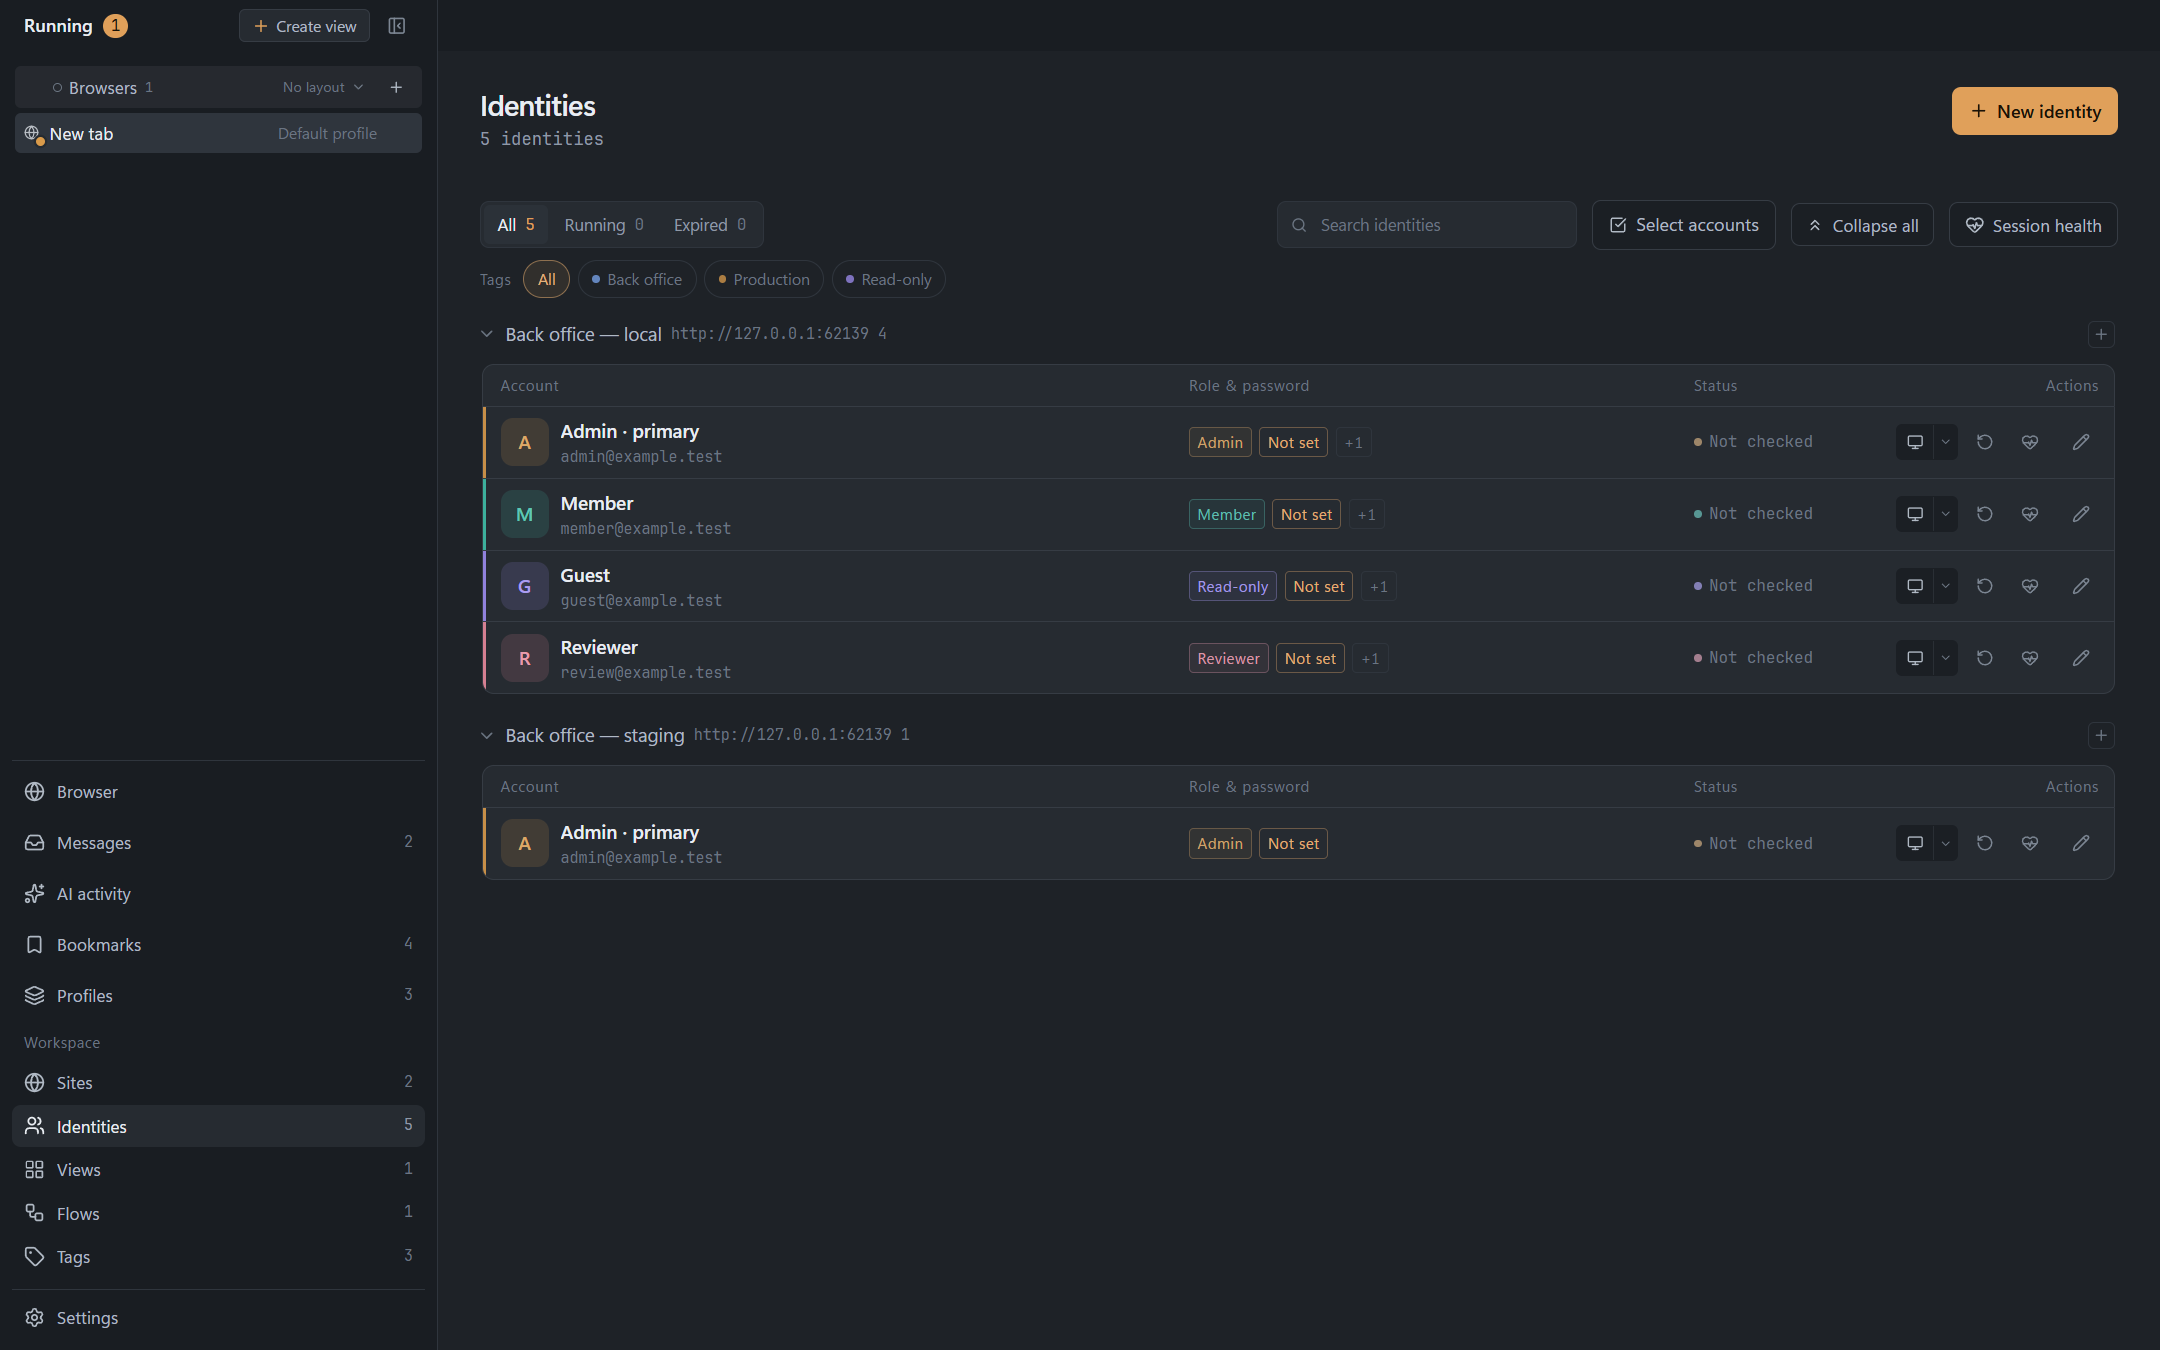 Running 1
Create view
Browsers 1 No layout
New tab Default profile
Browser
Messages 2
AI activity
Bookmarks 4
Profiles 3
Workspace
Sites 2
Identities 5
Views 1
Flows 1
Tags 3
Settings
Identities
5 identities
New identity
All 5 Running 0 Expired 0
Search identities
Select accounts
Collapse all
Session health
Tags All Back office Production Read-only
Back office — local http://127.0.0.1:62139 4
Account Role & password Status Actions
A Admin · primary
admin@example.test
Admin Not set +1 Not checked
M Member
member@example.test
Member Not set +1 Not checked
G Guest
guest@example.test
Read-only Not set +1 Not checked
R Reviewer
review@example.test
Reviewer Not set +1 Not checked
Back office — staging http://127.0.0.1:62139 1
Account Role & password Status Actions
A Admin · primary
admin@example.test
Admin Not set Not checked